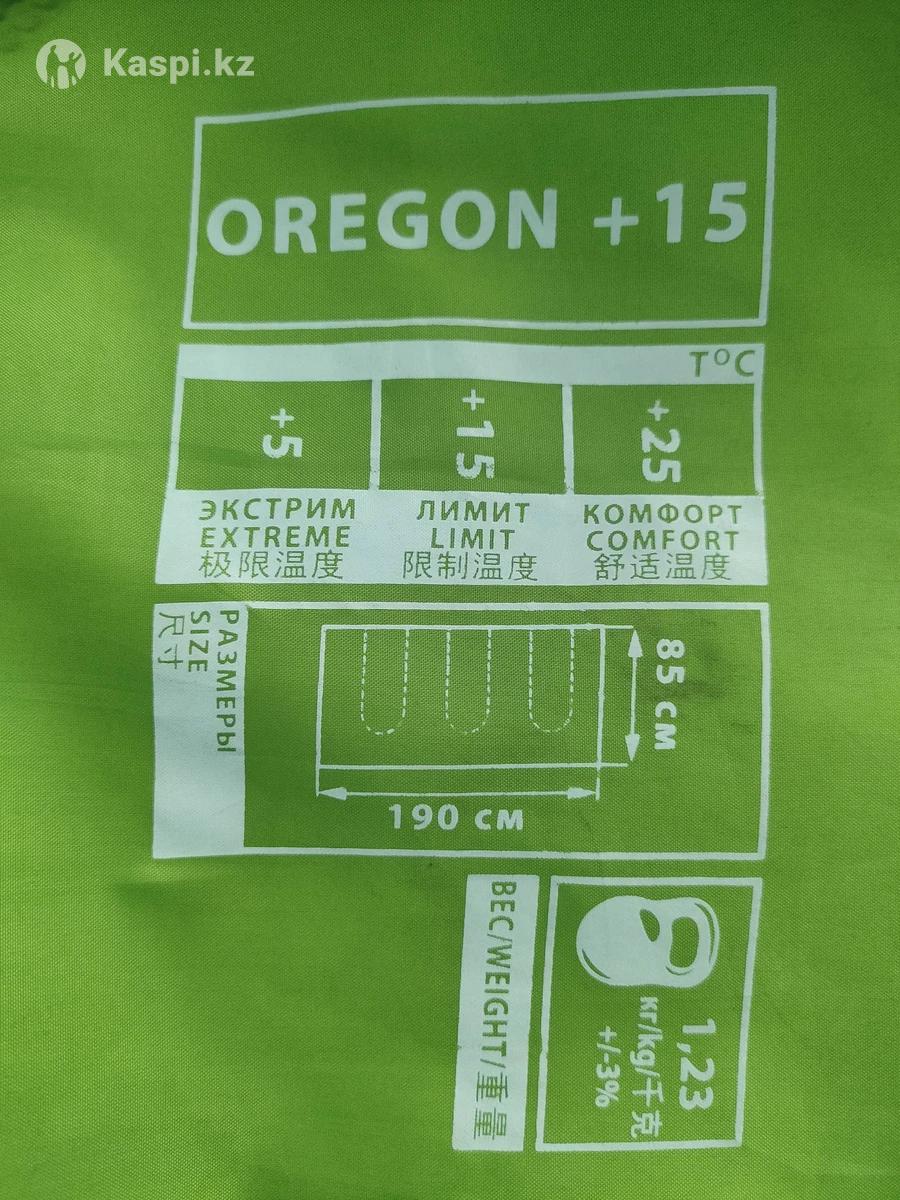 Kaspi.kz
OREGON +15
T°C
+5
+15
+25
ЭКСТРИМ
EXTREME
极限温度
ЛИМИТ
LIMIT
限制温度
КОМФОРТ
COMFORT
舒适温度
РАЗМЕРЫ
SIZE
尺寸
85 см
190 см
ВЕС/WEIGHT/重量
1,23
кг/kg/千克
+/-3%